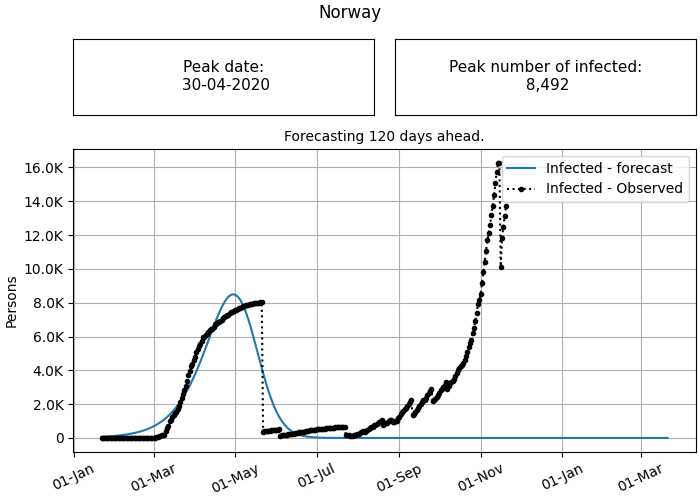 Norway
Peak date:
30-04-2020
Peak number of infected:
8,492
Forecasting 120 days ahead.
Infected - forecast
Infected - Observed
Persons
16.0K
14.0K
12.0K
10.0K
8.0K
6.0K
4.0K
2.0K
0
01-Jan
01-Mar
01-May
01-Jul
01-Sep
01-Nov
01-Jan
01-Mar